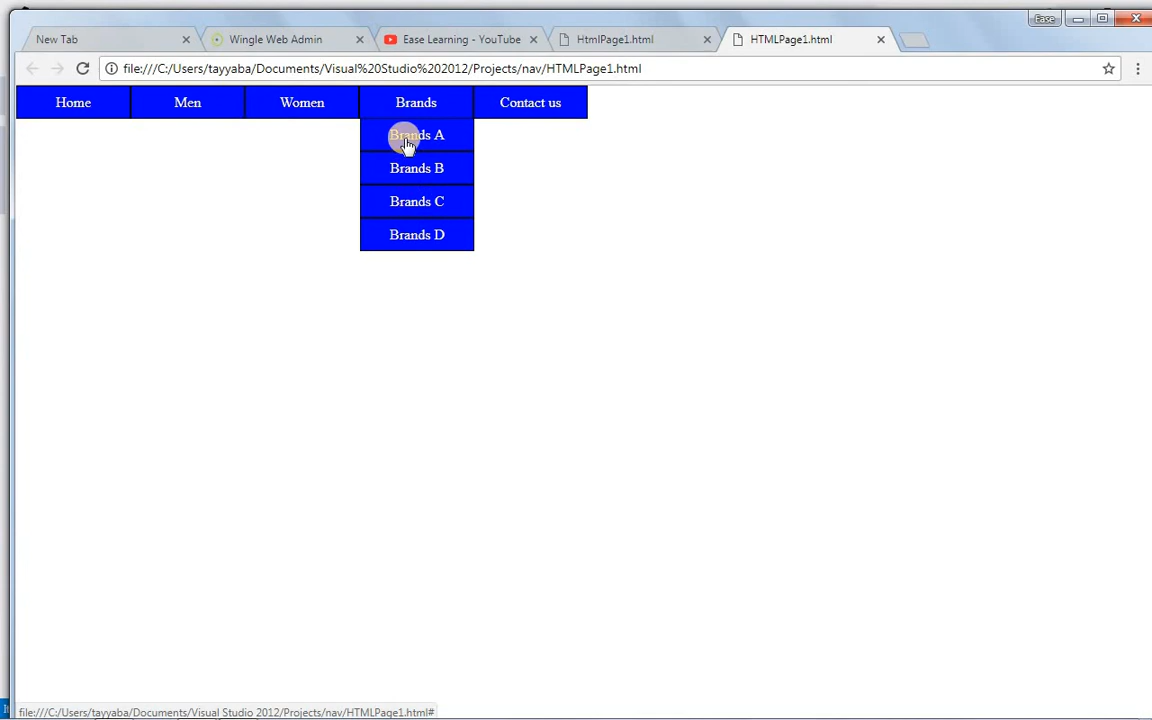 Ease
New Tab
Wingle Web Admin
Ease Learning - YouTube
HtmlPage1.html
HTMLPage1.html
file:///C:/Users/tayyaba/Documents/Visual%20Studio%202012/Projects/nav/HTMLPage1.html
Home Men Women Brands Contact us
Brands A
Brands B
Brands C
Brands D
file:///C:/Users/tayyaba/Documents/Visual Studio 2012/Projects/nav/HTMLPage1.html#